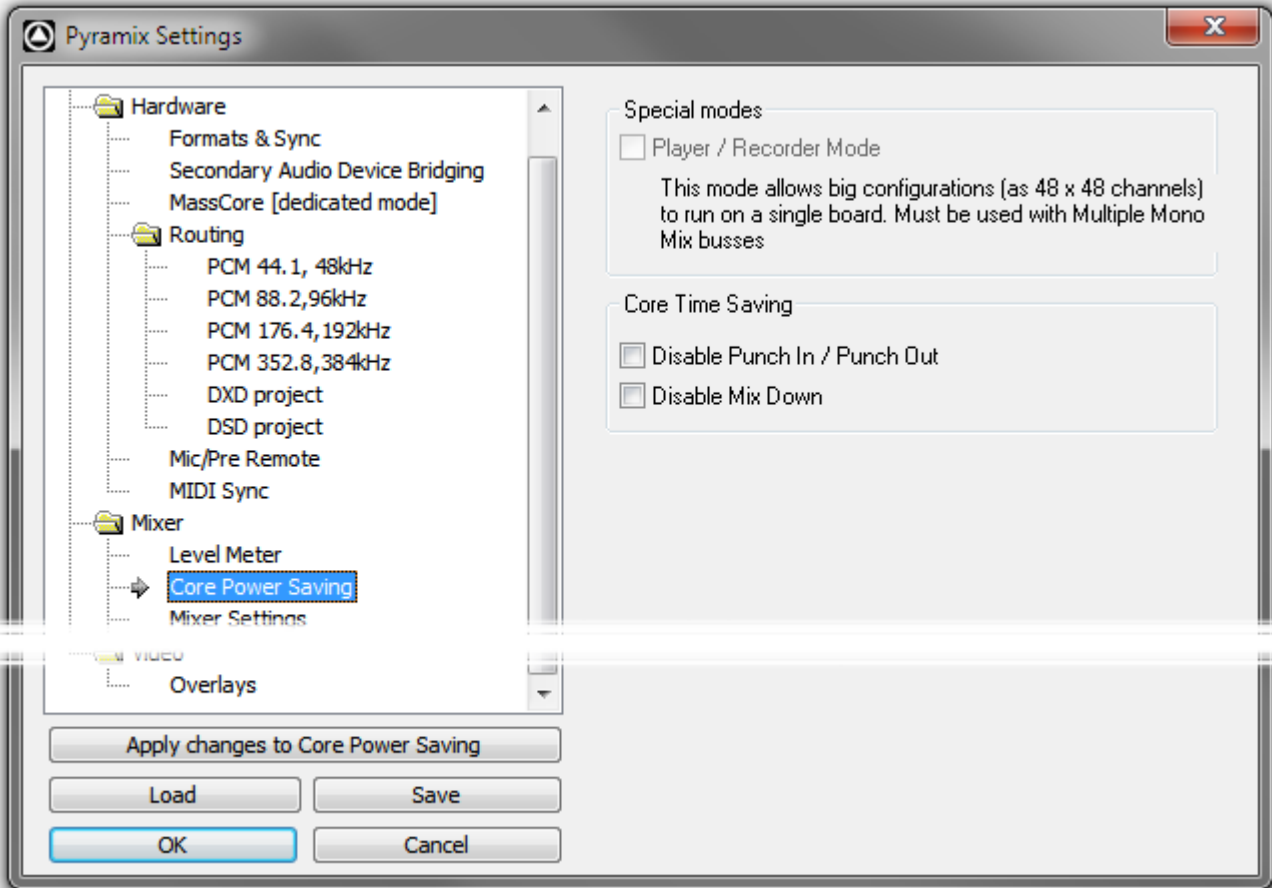 Pyramix Settings
Hardware
Formats & Sync
Secondary Audio Device Bridging
MassCore [dedicated mode]
Routing
PCM 44.1, 48kHz
PCM 88.2,96kHz
PCM 176.4,192kHz
PCM 352.8,384kHz
DXD project
DSD project
Mic/Pre Remote
MIDI Sync
Mixer
Level Meter
Core Power Saving
Mixer Settings
Video
Overlays
Apply changes to Core Power Saving
Load
Save
OK
Cancel
Special modes
Player / Recorder Mode
This mode allows big configurations (as 48 x 48 channels)
to run on a single board. Must be used with Multiple Mono
Mix busses
Core Time Saving
Disable Punch In / Punch Out
Disable Mix Down